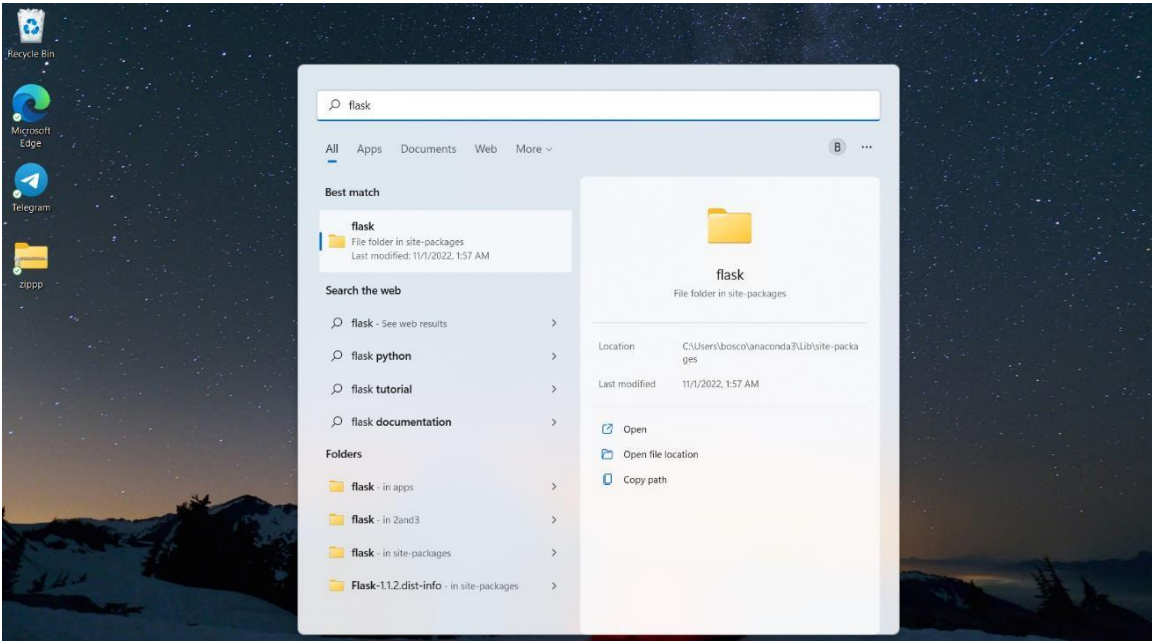 Recycle Bin
Microsoft
Edge
Telegram
zippp
flask
All Apps Documents Web More
B ...
Best match
flask
File folder in site-packages
Last modified: 11/1/2022, 1:57 AM
Search the web
flask - See web results
flask python
flask tutorial
flask documentation
Folders
flask - in apps
flask - in 2and3
flask - in site-packages
Flask-1.1.2.dist-info - in site-packages
flask
File folder in site-packages
Location C:\Users\bosco\anaconda3\Lib\site-packa
ges
Last modified 11/1/2022, 1:57 AM
Open
Open file location
Copy path